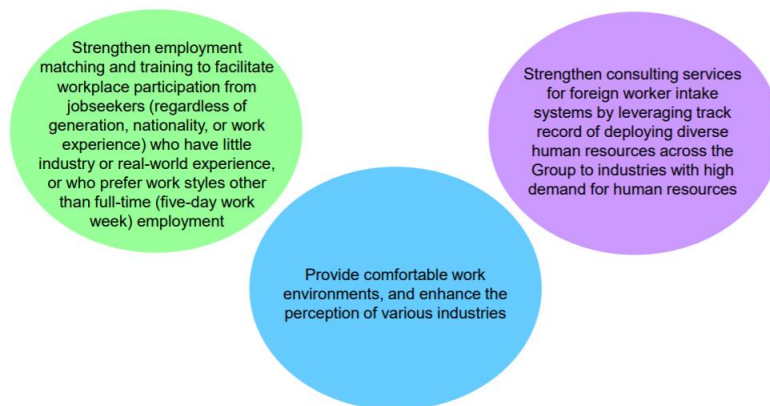 Strengthen employment
matching and training to facilitate
workplace participation from
jobseekers (regardless of
generation, nationality, or work
experience) who have little
industry or real-world experience,
or who prefer work styles other
than full-time (five-day work
week) employment
Strengthen consulting services
for foreign worker intake
systems by leveraging track
record of deploying diverse
human resources across the
Group to industries with high
demand for human resources
Provide comfortable work
environments, and enhance the
perception of various industries